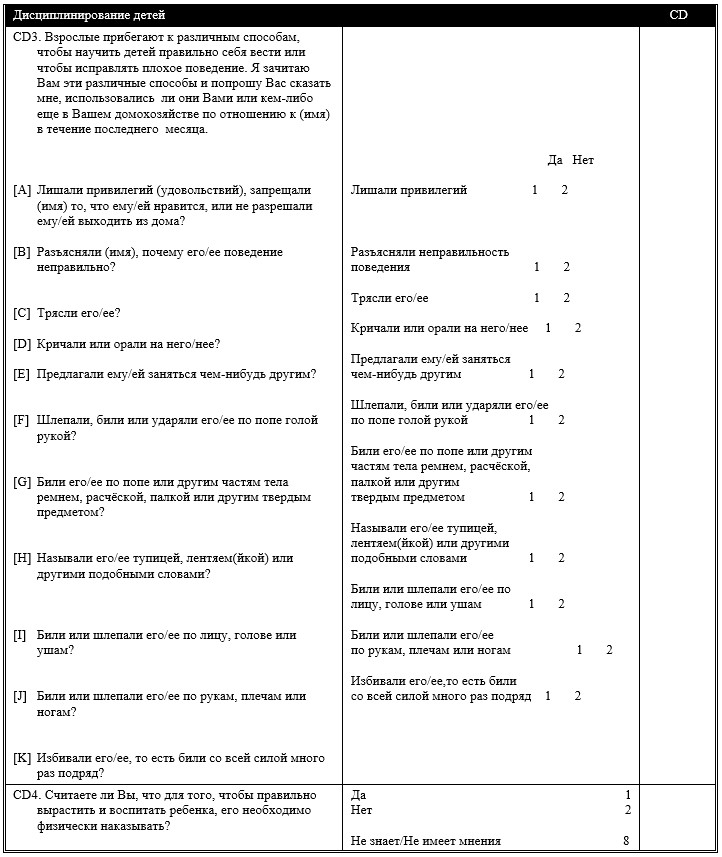 Дисциплинирование детей CD
CD3. Взрослые прибегают к различным способам,
чтобы научить детей правильно себя вести или
чтобы исправлять плохое поведение. Я зачитаю
Вам эти различные способы и попрошу Вас сказать
мне, использовались ли они Вами или кем-либо
еще в Вашем домохозяйстве по отношению к (имя)
в течение последнего месяца.
[A] Лишали привилегий (удовольствий), запрещали
(имя) то, что ему/ей нравится, или не разрешали
ему/ей выходить из дома?
[B] Разъясняли (имя), почему его/ее поведение
неправильно?
[C] Трясли его/ее?
[D] Кричали или орали на него/нее?
[E] Предлагали ему/ей заняться чем-нибудь другим?
[F] Шлепали, били или ударяли его/ее по попе голой
рукой?
[G] Били его/ее по попе или другим частям тела
ремнем, расчёской, палкой или другим твердым
предметом?
[H] Называли его/ее тупицей, лентяем(йкой) или
другими подобными словами?
[I] Били или шлепали его/ее по лицу, голове или
ушам?
[J] Били или шлепали его/ее по рукам, плечам или
ногам?
[K] Избивали его/ее, то есть били со всей силой много
раз подряд?
Да Нет
Лишали привилегий 1 2
Разъясняли неправильность
поведения 1 2
Трясли его/ее 1 2
Кричали или орали на него/нее 1 2
Предлагали ему/ей заняться
чем-нибудь другим 1 2
Шлепали, били или ударяли его/ее
по попе голой рукой 1 2
Били его/ее по попе или другим
частям тела ремнем, расчёской,
палкой или другим
твердым предметом 1 2
Называли его/ее тупицей,
лентяем(йкой) или другими
подобными словами 1 2
Били или шлепали его/ее по
лицу, голове или ушам 1 2
Били или шлепали его/ее
по рукам, плечам или ногам 1 2
Избивали его/ее,то есть били
со всей силой много раз подряд 1 2
CD4. Считаете ли Вы, что для того, чтобы правильно
вырастить и воспитать ребенка, его необходимо
физически наказывать?
Да 1
Нет 2
Не знает/Не имеет мнения 8